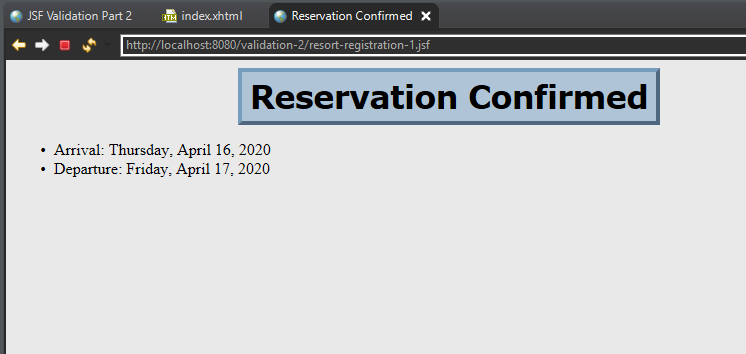 JSF Validation Part 2 index.xhtml Reservation Confirmed
http://localhost:8080/validation-2/resort-registration-1.jsf
Reservation Confirmed
• Arrival: Thursday, April 16, 2020
• Departure: Friday, April 17, 2020